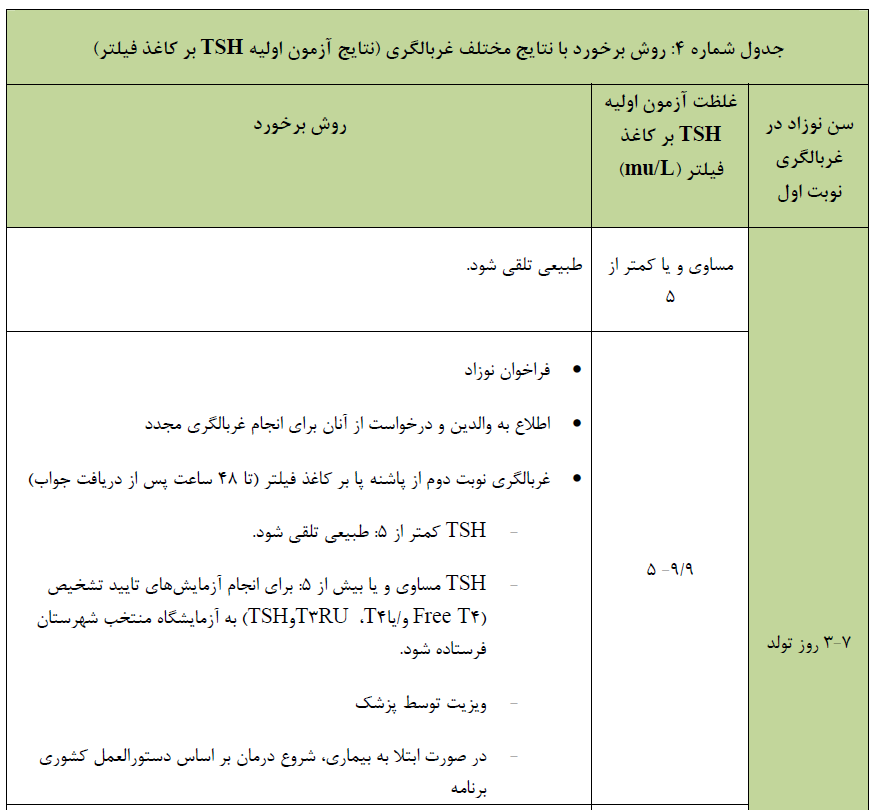 جدول شماره ۴: روش برخورد با نتایج مختلف غربالگری (نتایج آزمون اولیه TSH بر کاغذ فیلتر)
سن نوزاد در
غربالگری
نوبت اول
غلظت آزمون اولیه
TSH بر کاغذ
فیلتر (mu/L)
روش برخورد
۳-۷ روز تولد
مساوی و یا کمتر از
۵
طبیعی تلقی شود.
۵ -۹/۹
• فراخوان نوزاد
• اطلاع به والدین و درخواست از آنان برای انجام غربالگری مجدد
• غربالگری نوبت دوم از پاشنه پا بر کاغذ فیلتر (تا ۴۸ ساعت پس از دریافت جواب)
- TSH کمتر از ۵: طبیعی تلقی شود.
- TSH مساوی و یا بیش از ۵: برای انجام آزمایش‌های تایید تشخیص
(Free T۴ و/یا T۴، T۳RU و TSH) به آزمایشگاه منتخب شهرستان
فرستاده شود.
- ویزیت توسط پزشک
- در صورت ابتلا به بیماری، شروع درمان بر اساس دستورالعمل کشوری
برنامه